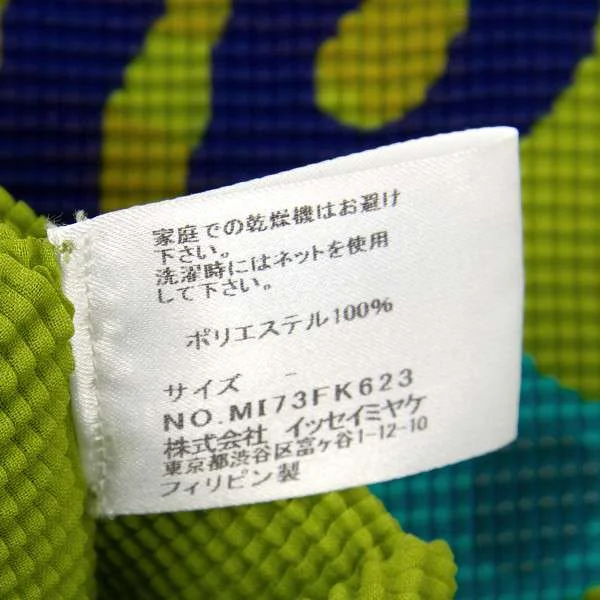 家庭での乾燥機はお避け
下さい。
洗濯時にはネットを使用
して下さい。
ポリエステル100%
サイズ -
NO.MI73FK623
株式会社 イッセイミヤケ
東京都渋谷区富ヶ谷1-12-10
フィリピン製